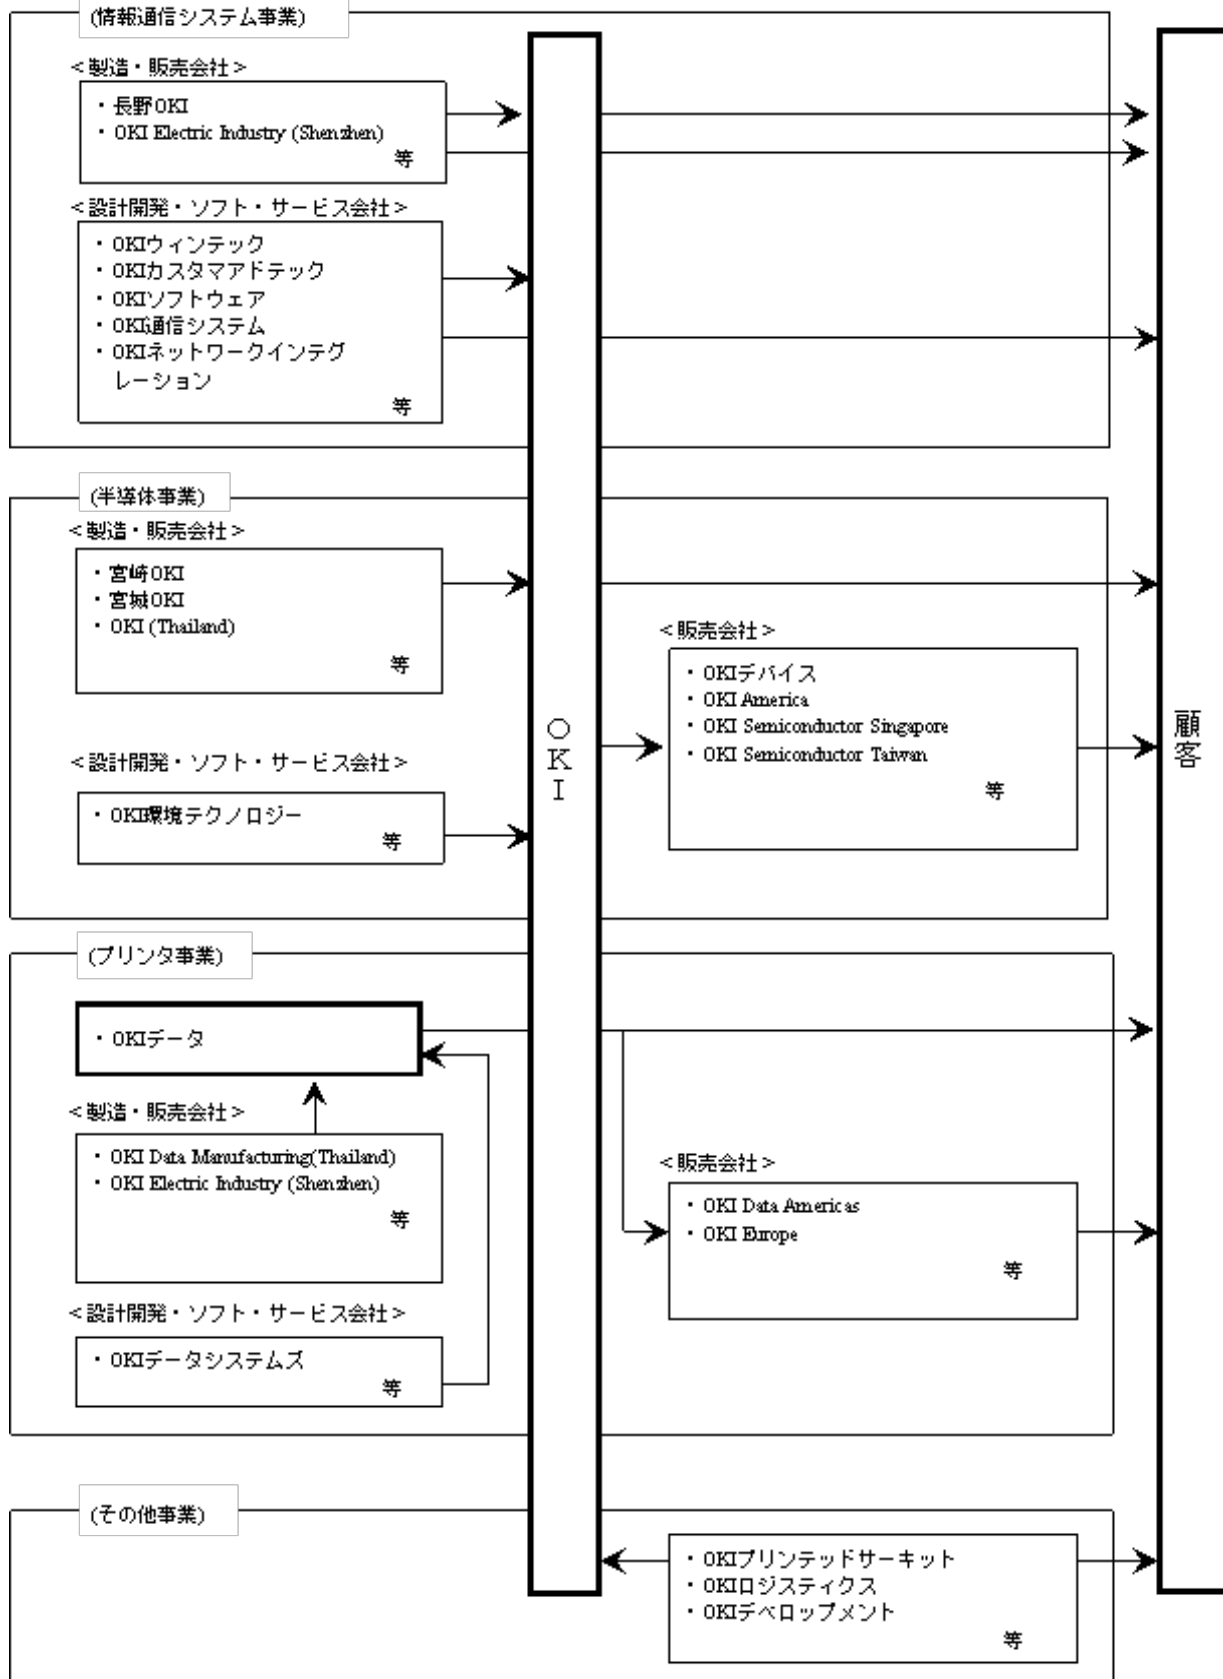 (情報通信システム事業)
＜製造・販売会社＞
・長野OKI
・OKI Electric Industry (Shenzhen)
等
＜設計開発・ソフト・サービス会社＞
・OKIウィンテック
・OKIカスタマアドテック
・OKIソフトウェア
・OKI通信システム
・OKIネットワークインテグ
レーション
等
(半導体事業)
＜製造・販売会社＞
・宮崎OKI
・宮城OKI
・OKI (Thailand)
等
＜設計開発・ソフト・サービス会社＞
・OKI環境テクノロジー
等
＜販売会社＞
・OKIデバイス
・OKI America
・OKI Semiconductor Singapore
・OKI Semiconductor Taiwan
等
OKI
顧客
(プリンタ事業)
・OKIデータ
＜製造・販売会社＞
・OKI Data Manufacturing(Thailand)
・OKI Electric Industry (Shenzhen)
等
＜設計開発・ソフト・サービス会社＞
・OKIデータシステムズ
等
＜販売会社＞
・OKI Data Americas
・OKI Europe
等
(その他事業)
・OKIプリンテッドサーキット
・OKIロジスティクス
・OKIデベロップメント
等